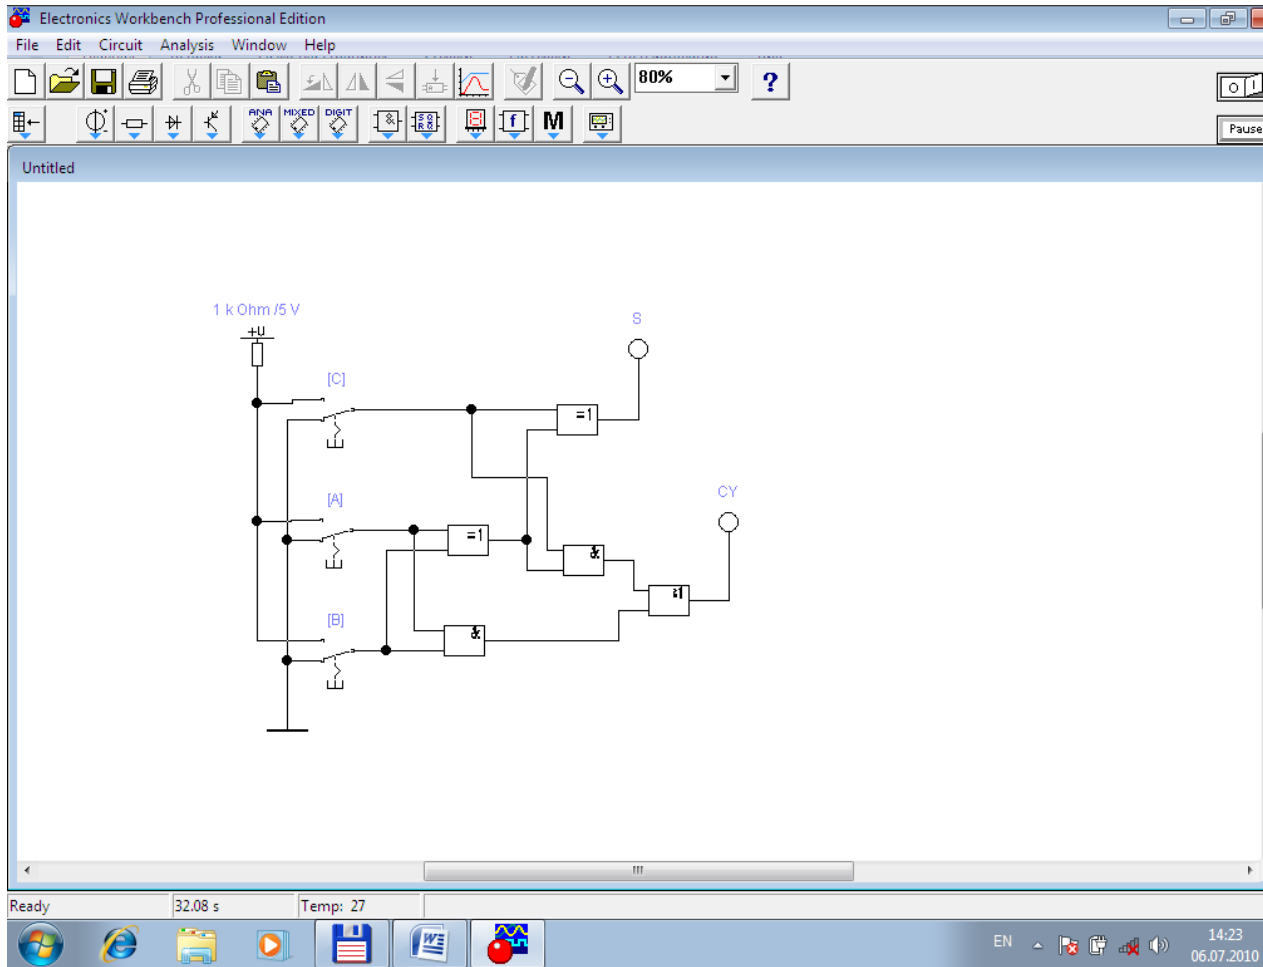 Electronics Workbench Professional Edition
File Edit Circuit Analysis Window Help
80%
?
ANA MIXED DIGIT
&
f
M
Pause
Untitled
1 k Ohm /5 V
+U
S
[C]
=1
CY
[A]
=1
&
[B]
&
Ready 32.08 s Temp: 27
EN
14:23
06.07.2010